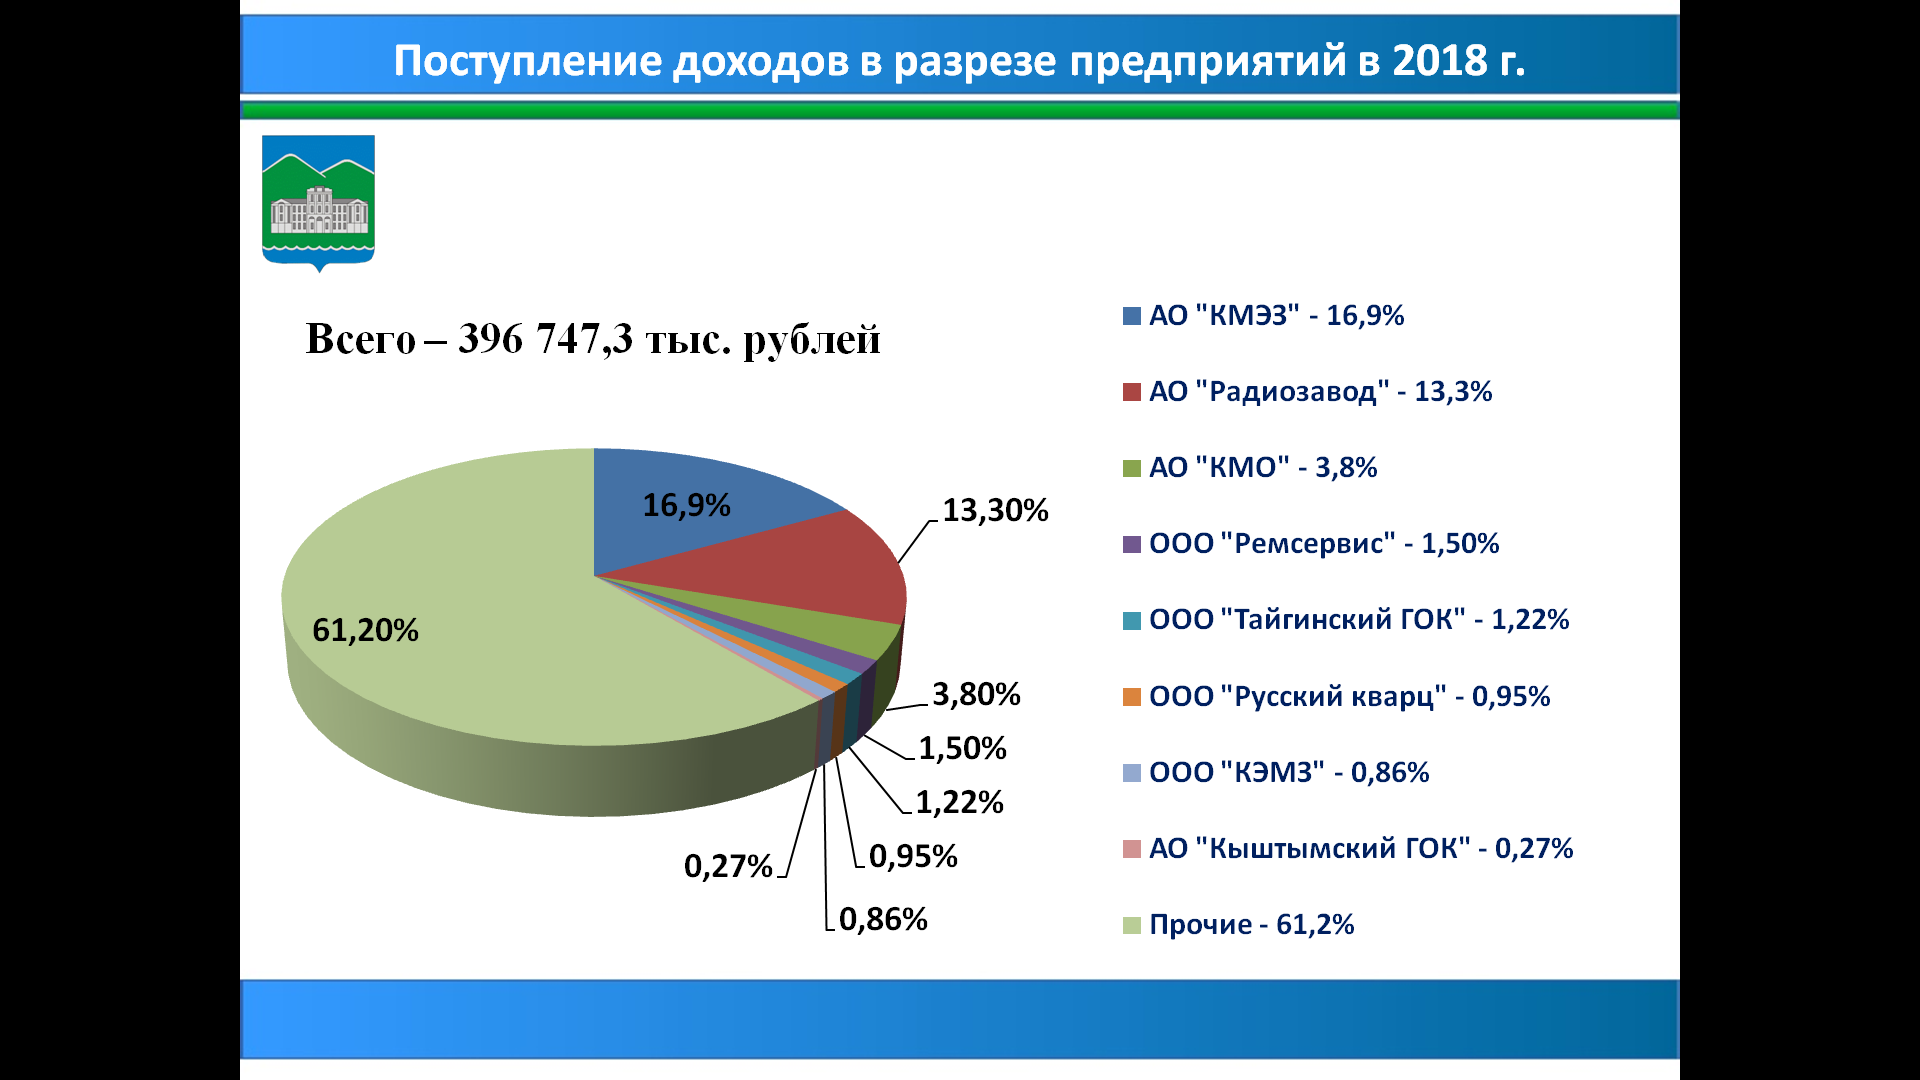 Поступление доходов в разрезе предприятий в 2018 г.
Всего – 396 747,3 тыс. рублей
16,9%
13,30%
61,20%
3,80%
1,50%
1,22%
0,95%
0,27%
0,86%
АО "КМЭЗ" - 16,9%
АО "Радиозавод" - 13,3%
АО "КМО" - 3,8%
ООО "Ремсервис" - 1,50%
ООО "Тайгинский ГОК" - 1,22%
ООО "Русский кварц" - 0,95%
ООО "КЭМЗ" - 0,86%
АО "Кыштымский ГОК" - 0,27%
Прочие - 61,2%